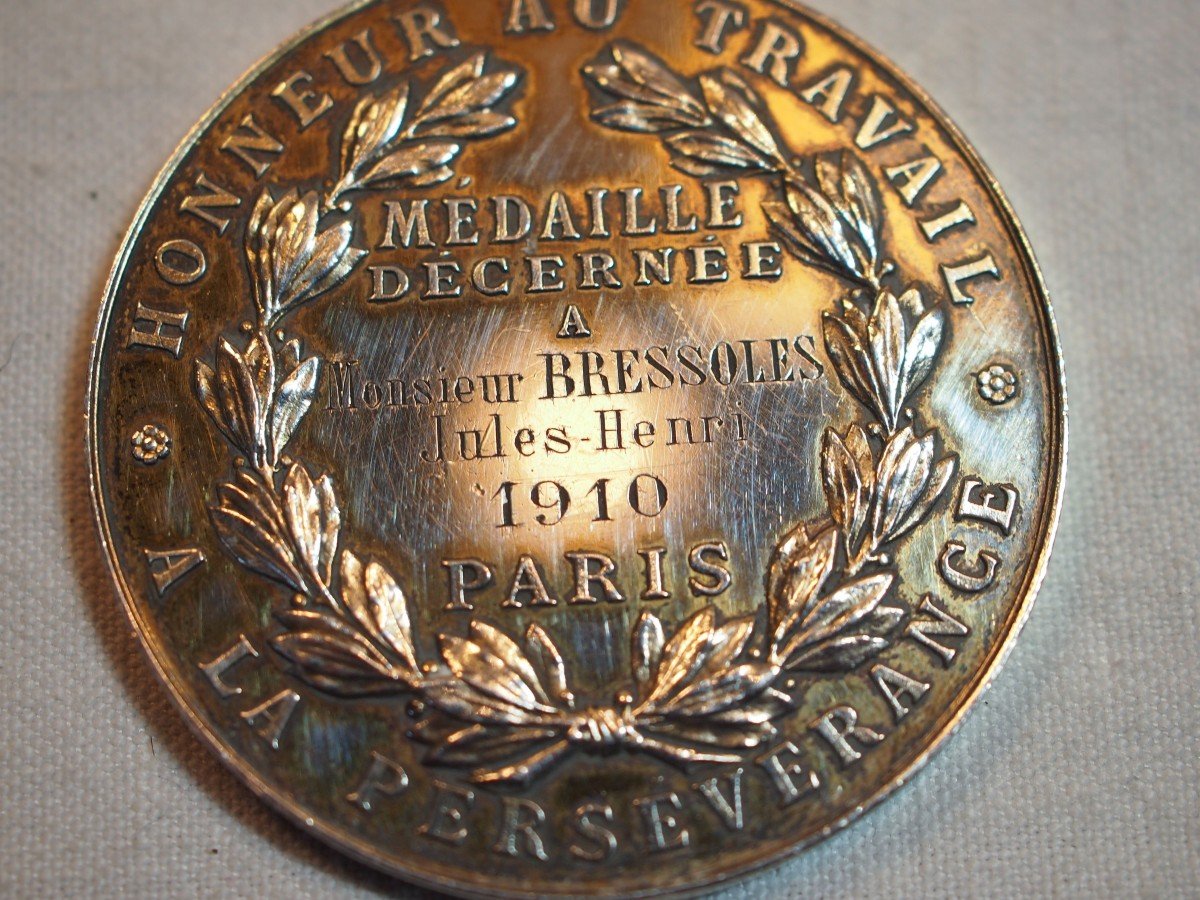 HONNEUR AU TRAVAIL
MÉDAILLE
DÉCERNÉE
A
Monsieur BRESSOLES
Jules-Henri
1910
PARIS
A LA PERSEVERANCE